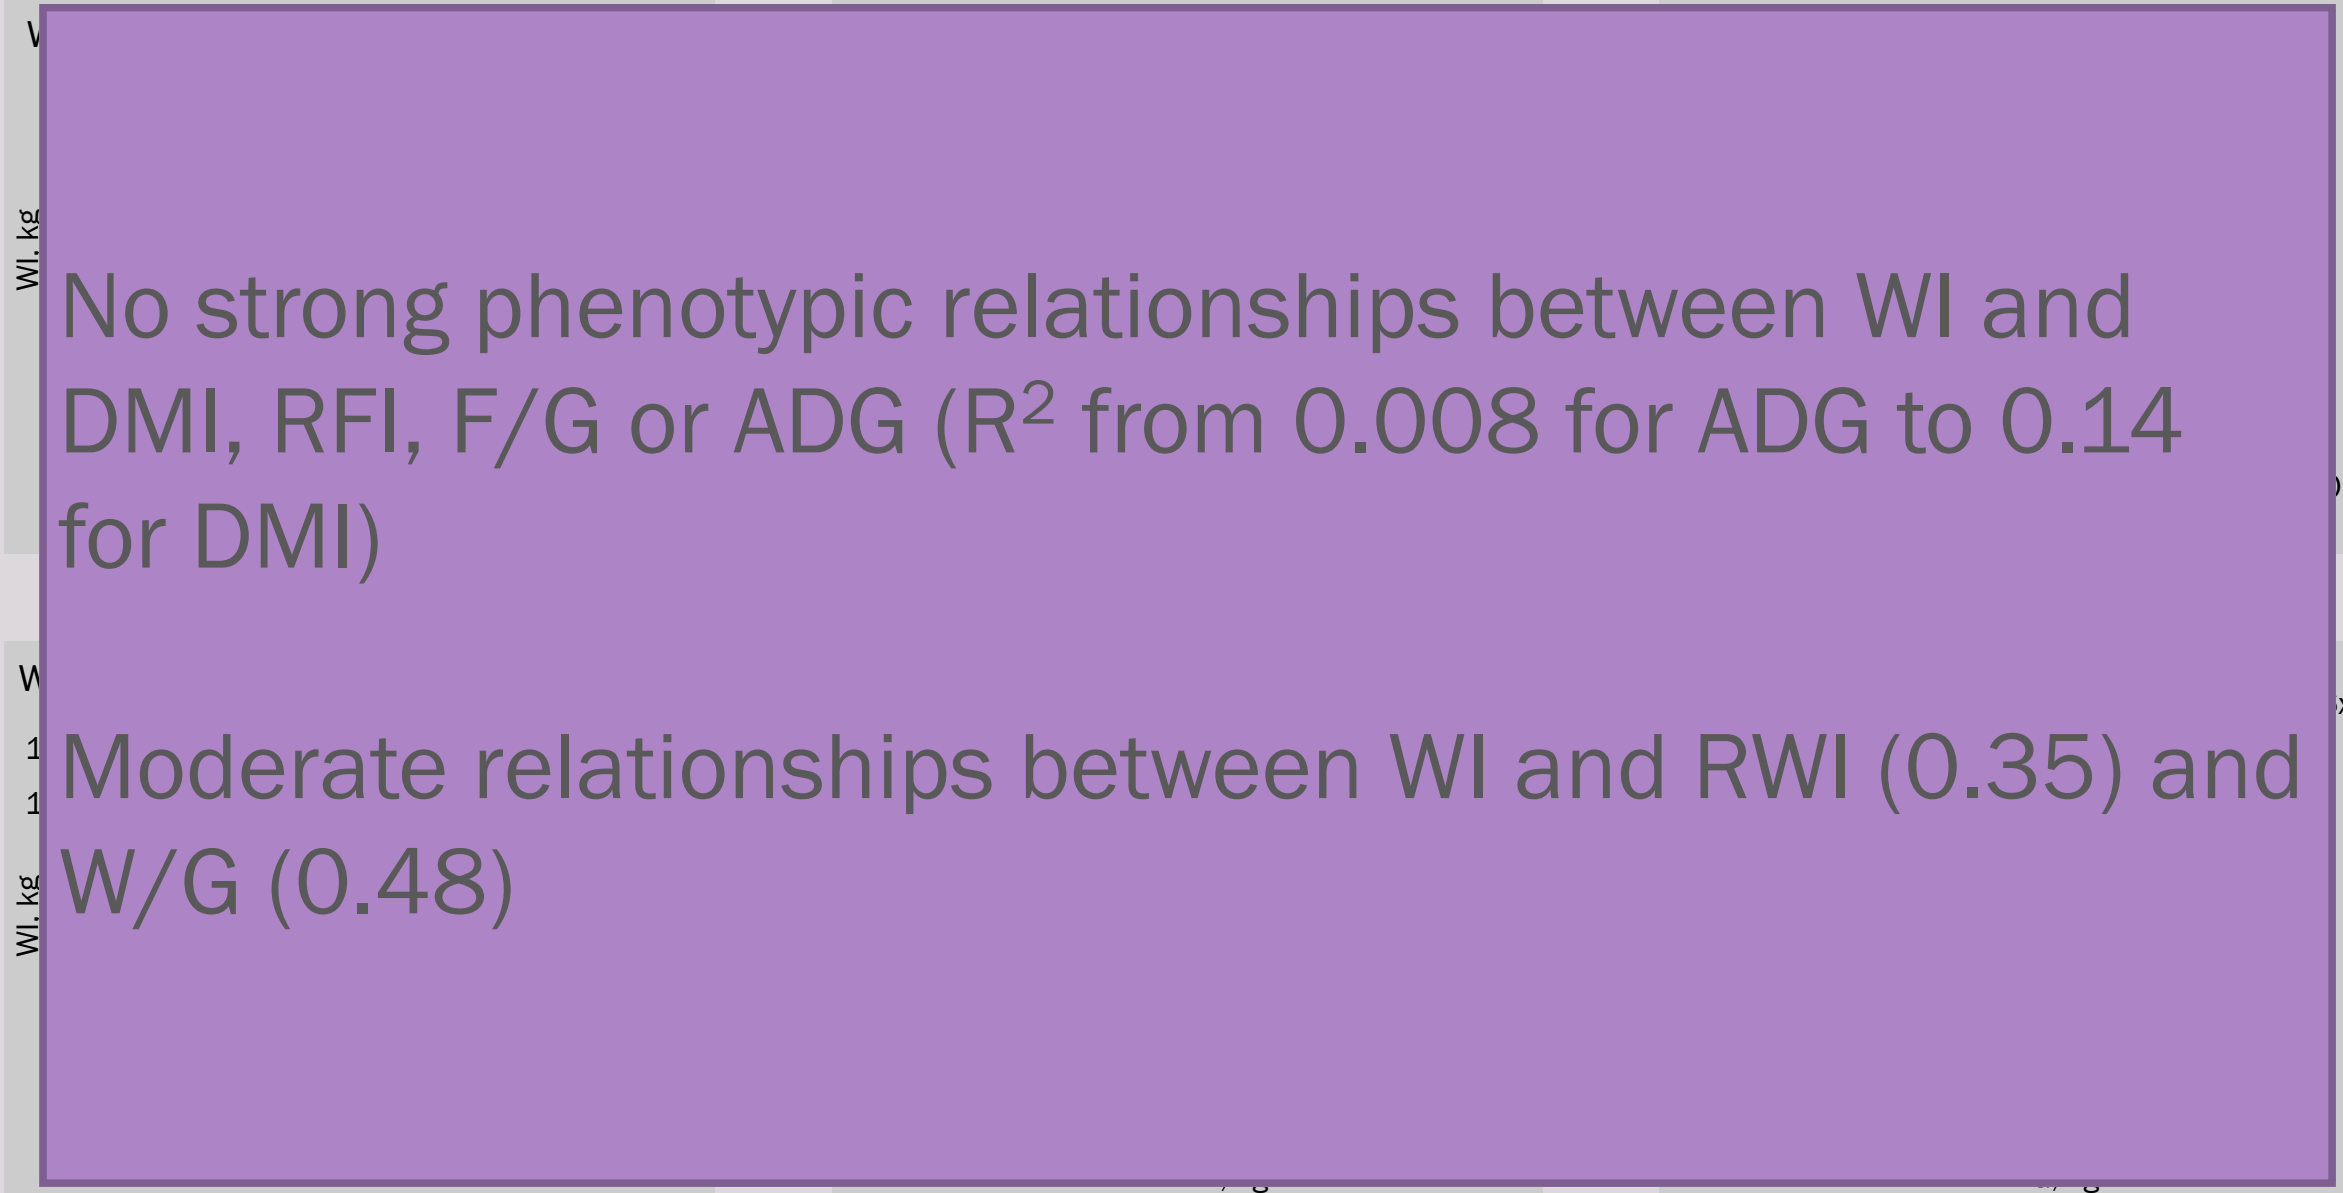 WI, kg
No strong phenotypic relationships between WI and
DMI, RFI, F/G or ADG (R² from 0.008 for ADG to 0.14
for DMI)
Moderate relationships between WI and RWI (0.35) and
W/G (0.48)
WI, kg